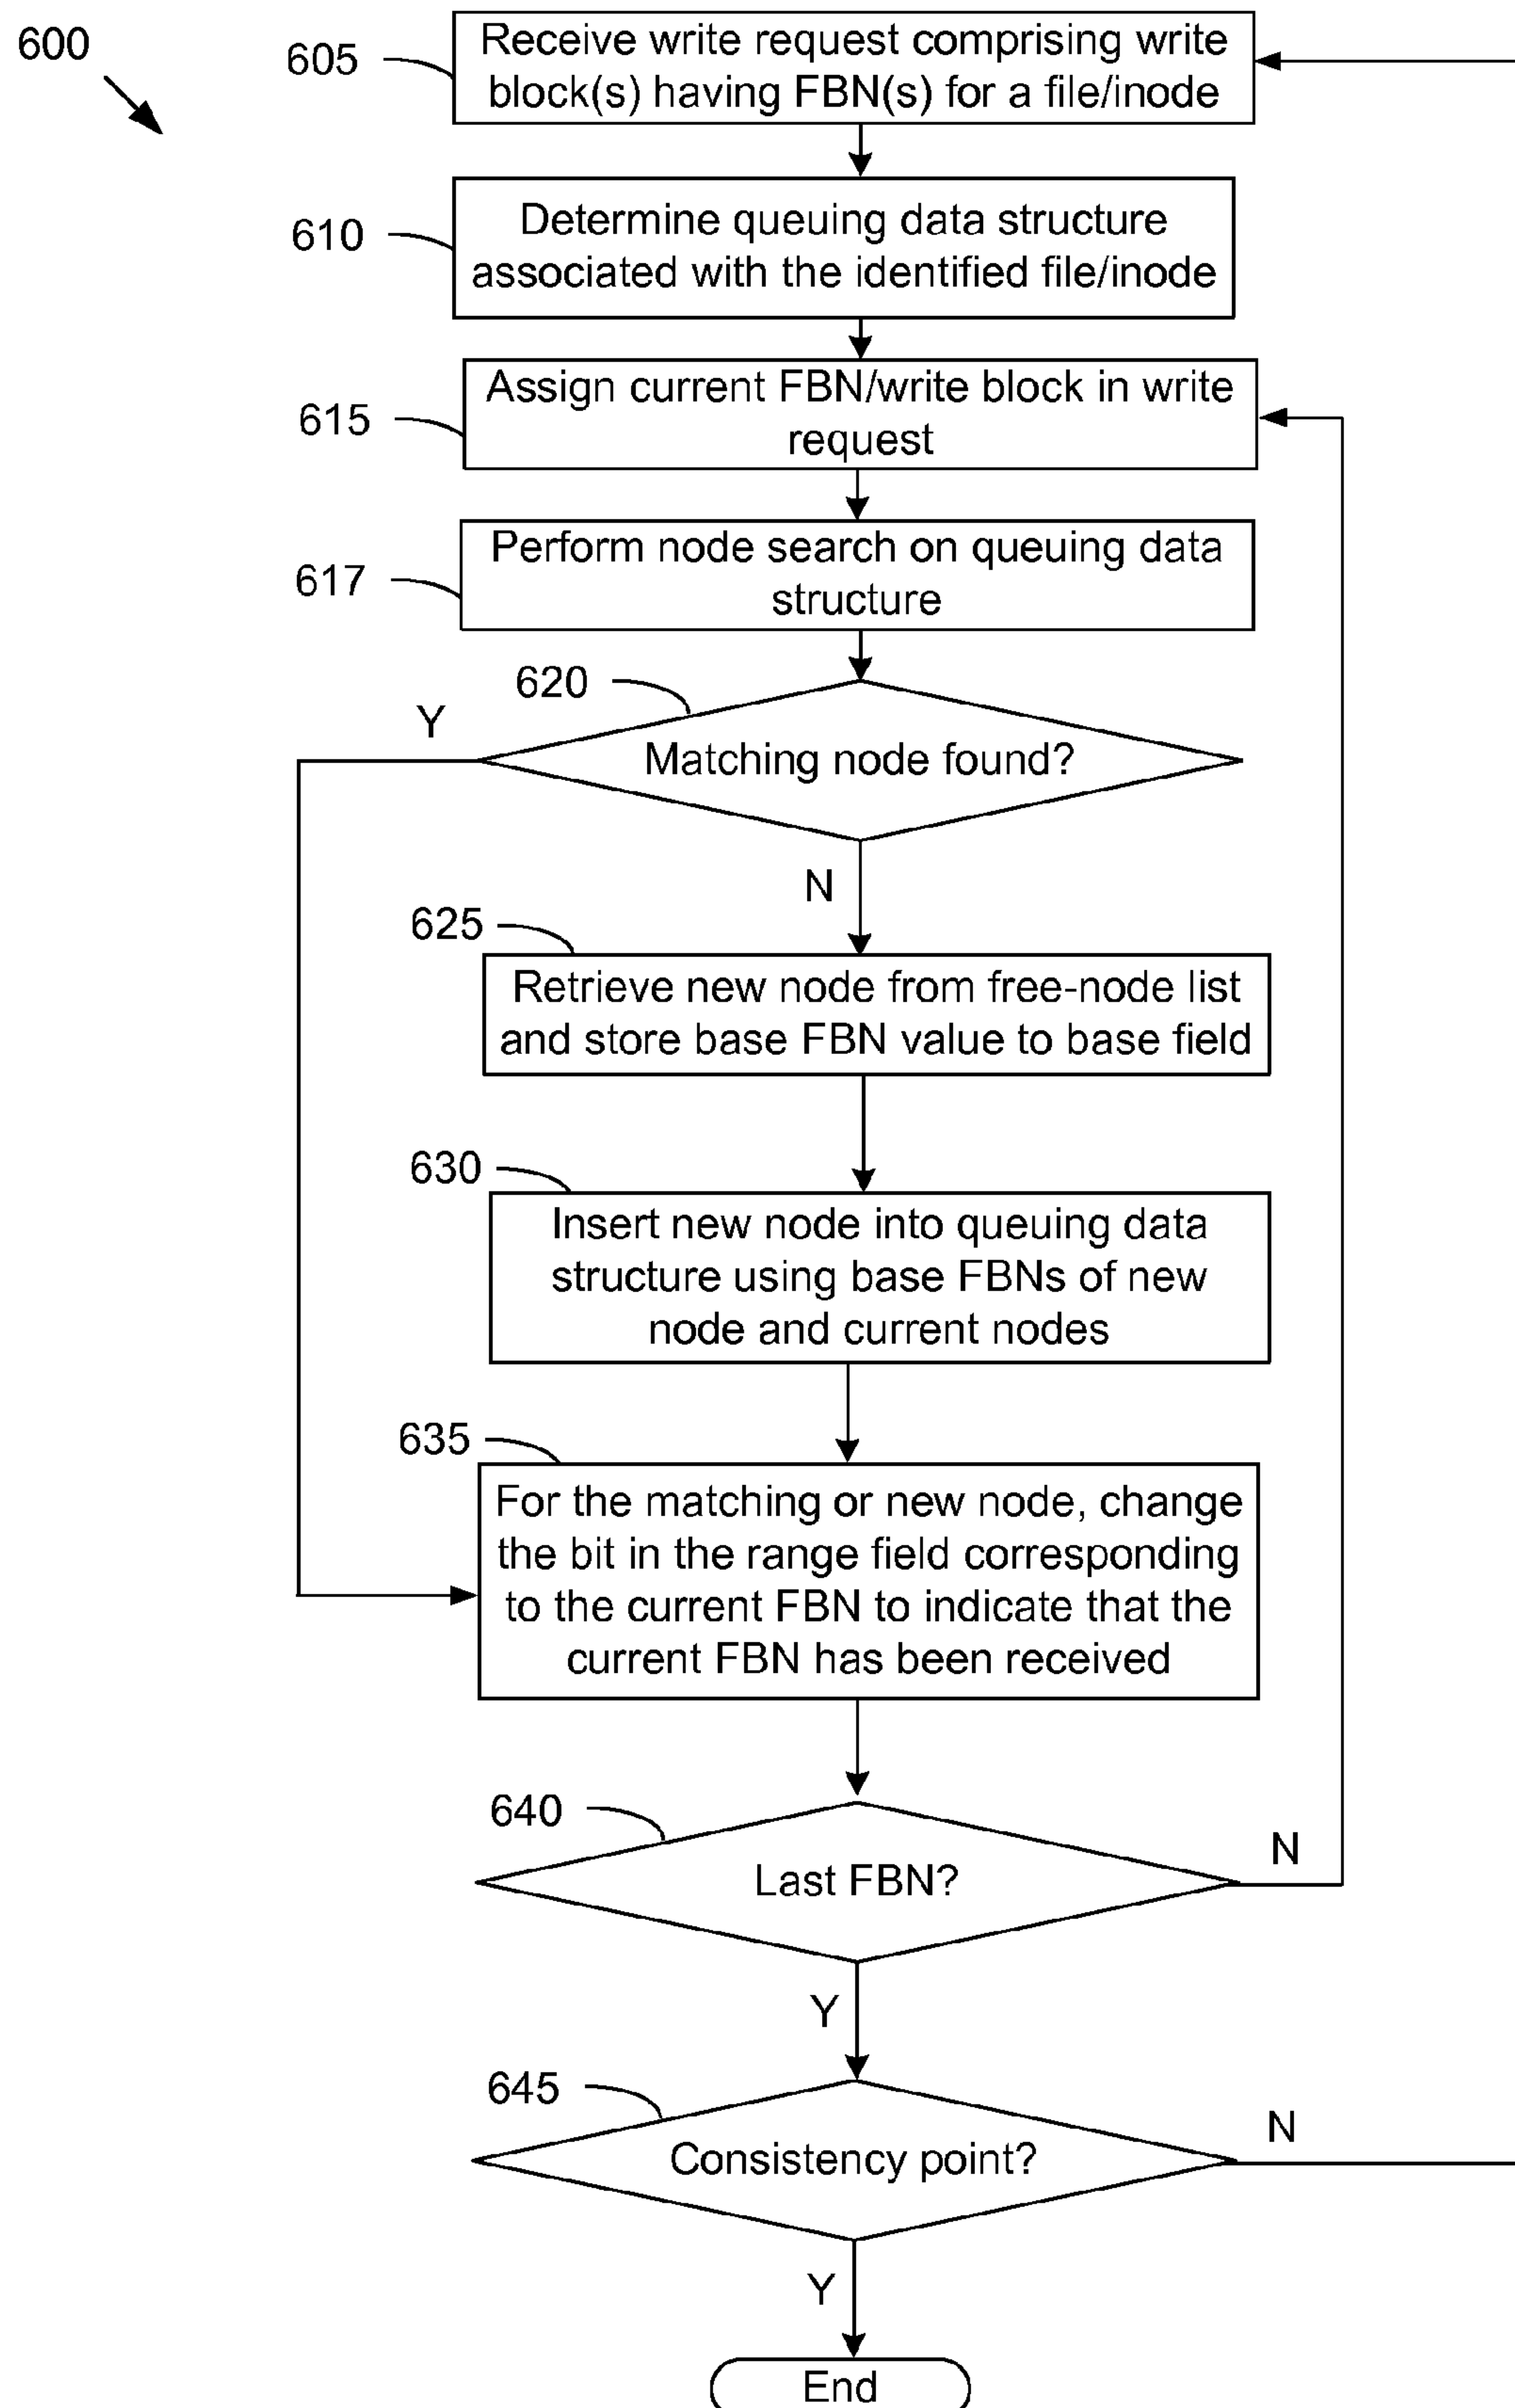 600
605
Receive write request comprising write
block(s) having FBN(s) for a file/inode
610
Determine queuing data structure
associated with the identified file/inode
615
Assign current FBN/write block in write
request
617
Perform node search on queuing data
structure
620
Y
Matching node found?
N
625
Retrieve new node from free-node list
and store base FBN value to base field
630
Insert new node into queuing data
structure using base FBNs of new
node and current nodes
635
For the matching or new node, change
the bit in the range field corresponding
to the current FBN to indicate that the
current FBN has been received
640
Last FBN?
N
Y
645
Consistency point?
N
Y
End